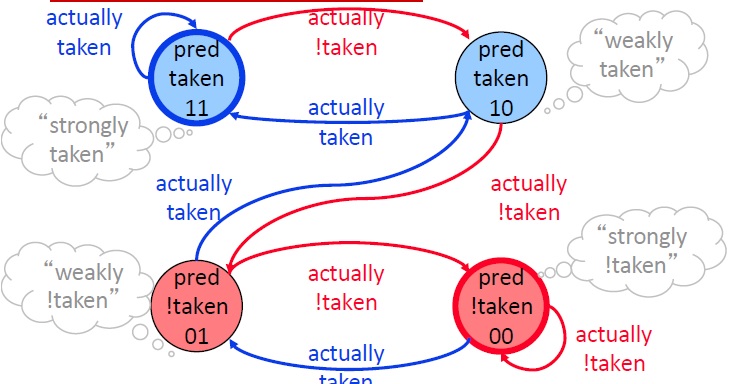 actually
taken
pred
taken
11
actually
!taken
pred
taken
10
“weakly
taken”
“strongly
taken”
actually
taken
actually
taken
actually
!taken
“weakly
!taken”
pred
!taken
01
actually
!taken
pred
!taken
00
“strongly
!taken”
actually
!taken
actually
taken